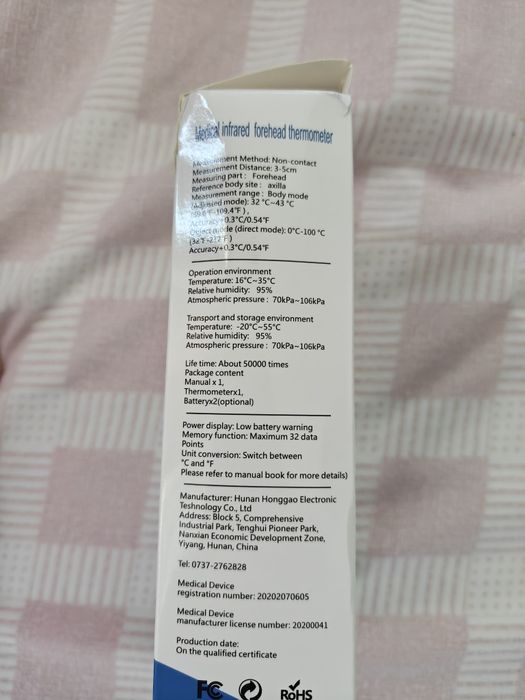 Medical infrared forehead thermometer
Measurement Method: Non-contact
Measurement Distance: 3-5cm
Measuring part : Forehead
Reference body site : axilla
Measurement range : Body mode
mode): 32 °C~43 °C
109.4°F ) ,
Accuracy±0.3°C/0.54°F
Object mode (direct mode): 0°C-100 °C
Accuracy±0.3°C/0.54°F
Operation environment
Temperature: 16°C~35°C
Relative humidity: 95%
Atmospheric pressure : 70kPa~106kPa
Transport and storage environment
Temperature: -20°C~55°C
Relative humidity: 95%
Atmospheric pressure : 70kPa~106kPa
Life time: About 50000 times
Package content
Manual x 1,
Thermometerx1,
Batteryx2(optional)
Power display: Low battery warning
Memory function: Maximum 32 data
Points
Unit conversion: Switch between
°C and °F
Please refer to manual book for more details)
Manufacturer: Hunan Honggao Electronic
Teshnology Co., Ltd
Address: Block 5, Comprehensive
Industrial Park, Tenghui Pioneer Park,
Nanxian Economic Development Zone,
Yiyang, Hunan, China
Tel: 0737-2762828
Medical Device
registration number: 20202070605
Medical Device
manufacturer license number: 20200041
Production date:
On the qualified certificate
FC RoHS